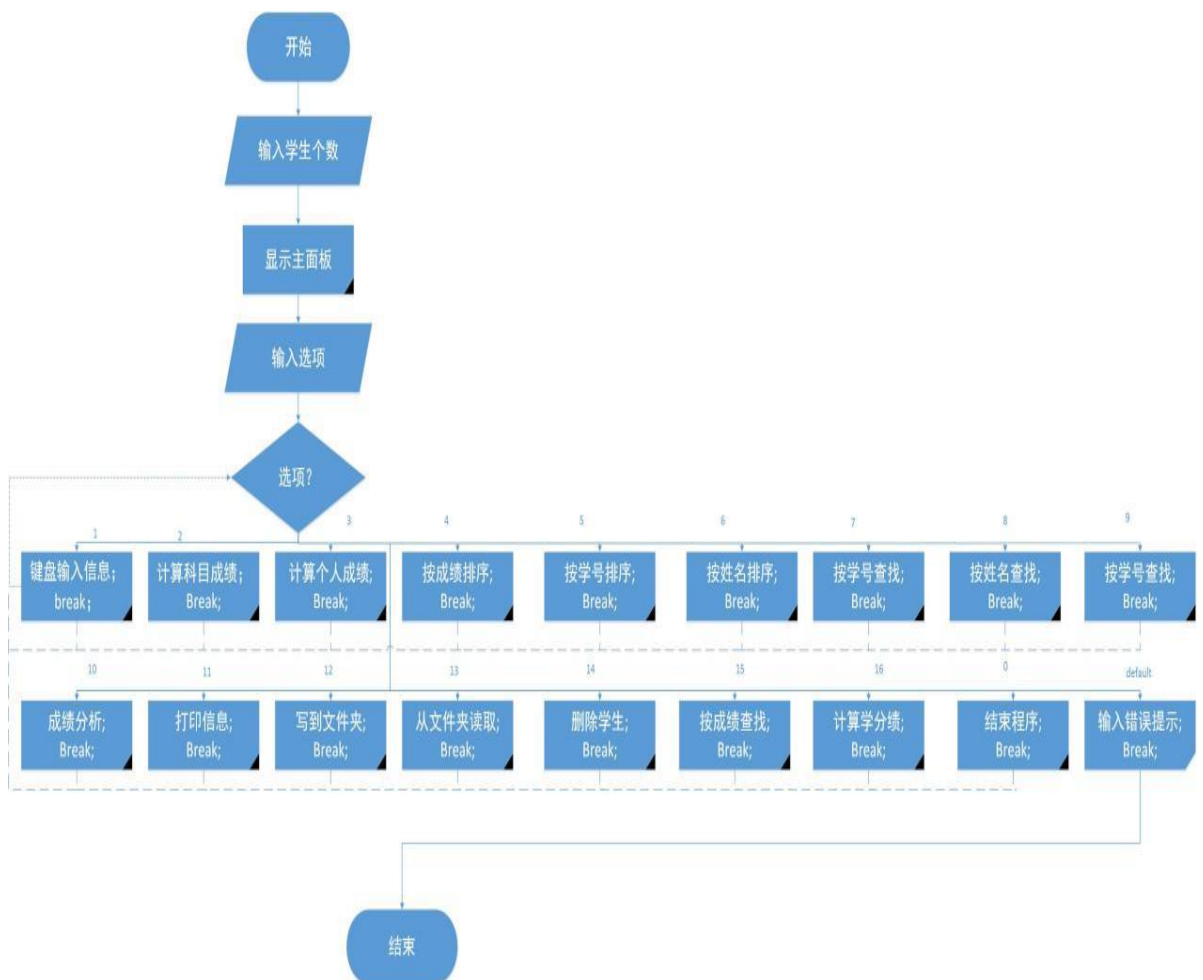 开始
输入学生个数
显示主面板
输入选项
选项?
1 2 3 4 5 6 7 8 9
键盘输入信息;
break;
计算科目成绩;
Break;
计算个人成绩;
Break;
按成绩排序;
Break;
按学号排序;
Break;
按姓名排序;
Break;
按学号查找;
Break;
按姓名查找;
Break;
按学号查找;
Break;
10 11 12 13 14 15 16 0 default
成绩分析;
Break;
打印信息;
Break;
写到文件夹;
Break;
从文件夹读取;
Break;
删除学生;
Break;
按成绩查找;
Break;
计算学分绩;
Break;
结束程序;
Break;
输入错误提示;
Break;
结束